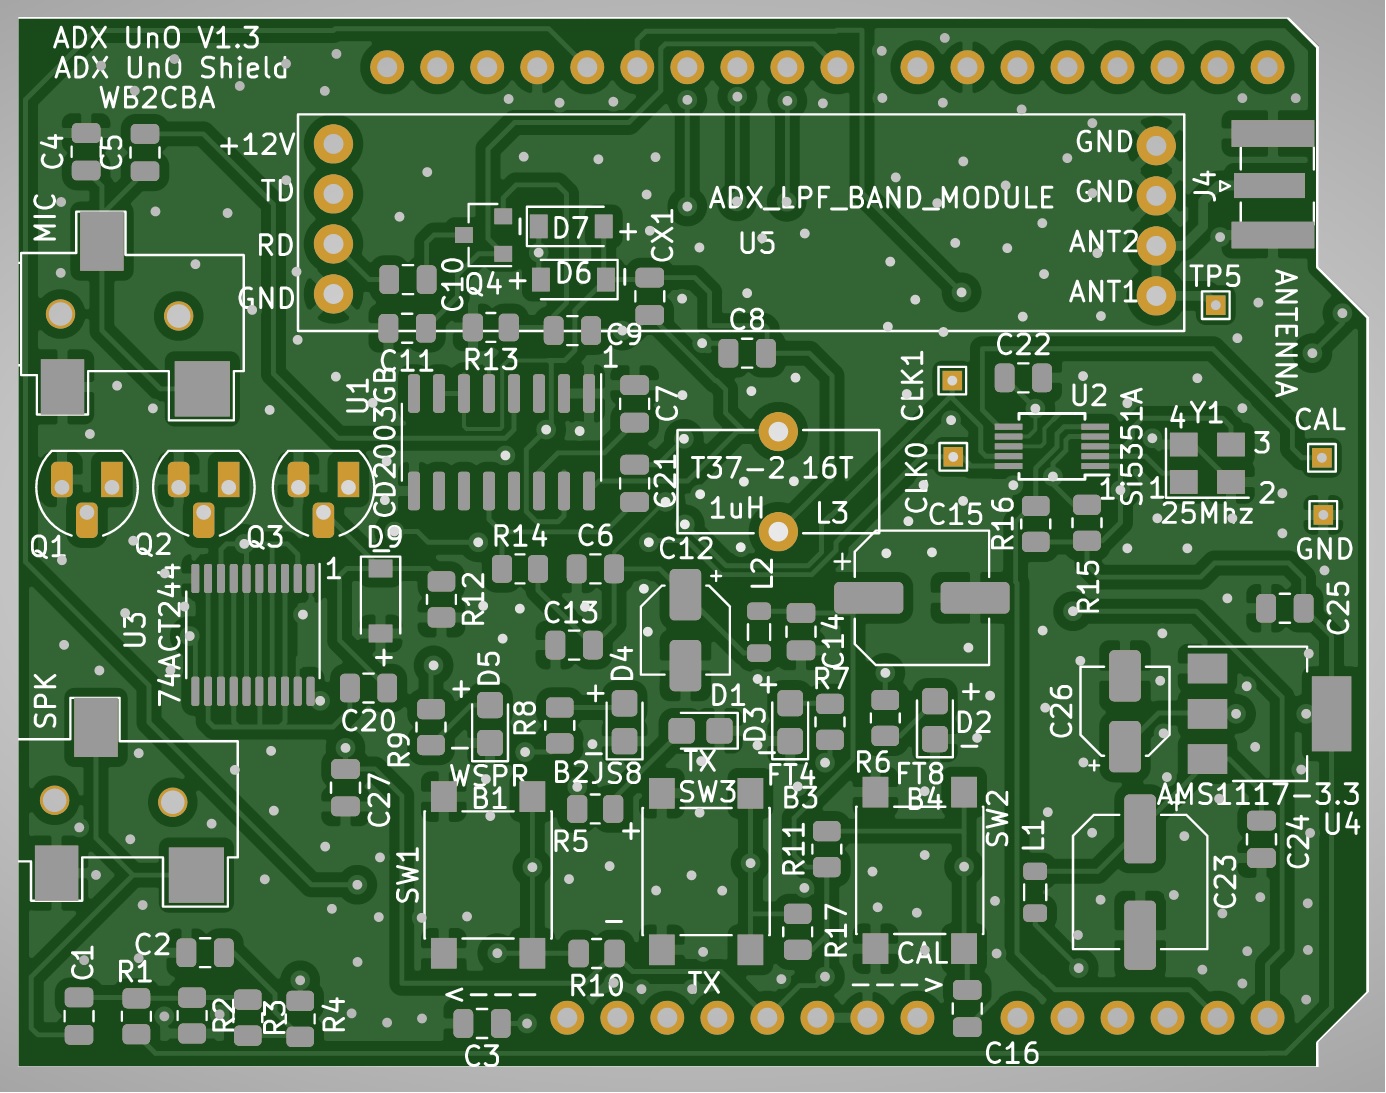 ADX UnO V1.3
ADX UnO Shield
WB2CBA
C4
C5
+12V
GND
TD
GND
J4
MIC
ADX_LPF_BAND_MODULE
D7
+
CX1
RD
U5
ANT2
C10
Q4
+
D6
TP5
GND
ANT1
ANTENNA
C11
R13
C9
C8
1
C22
U1
CD2003GB
C7
CLK1
U2
4
Y1
CAL
Si5351A
3
T37-2 16T
C21
CLK0
1
1
2
1uH
L3
C15
R16
25Mhz
Q1
Q2
Q3
D9
R14
C6
C12
+
L2
+
GND
1
R12
R15
C25
U3
74ACT244
C13
C14
+
SPK
D5
+
D4
+
D1
+
R7
+
C20
R8
D3
D2
C26
R9
-
-
-
-
+
WSPR
B2
JS8
TX
FT4
R6
FT8
C27
B1
SW3
B3
B4
SW2
AMS1117-3.3
+
R5
+
R11
L1
U4
C24
SW1
C23
-
R17
C1
C2
CAL
R1
<----
R10
TX
---->
R2
R3
R4
C3
C16